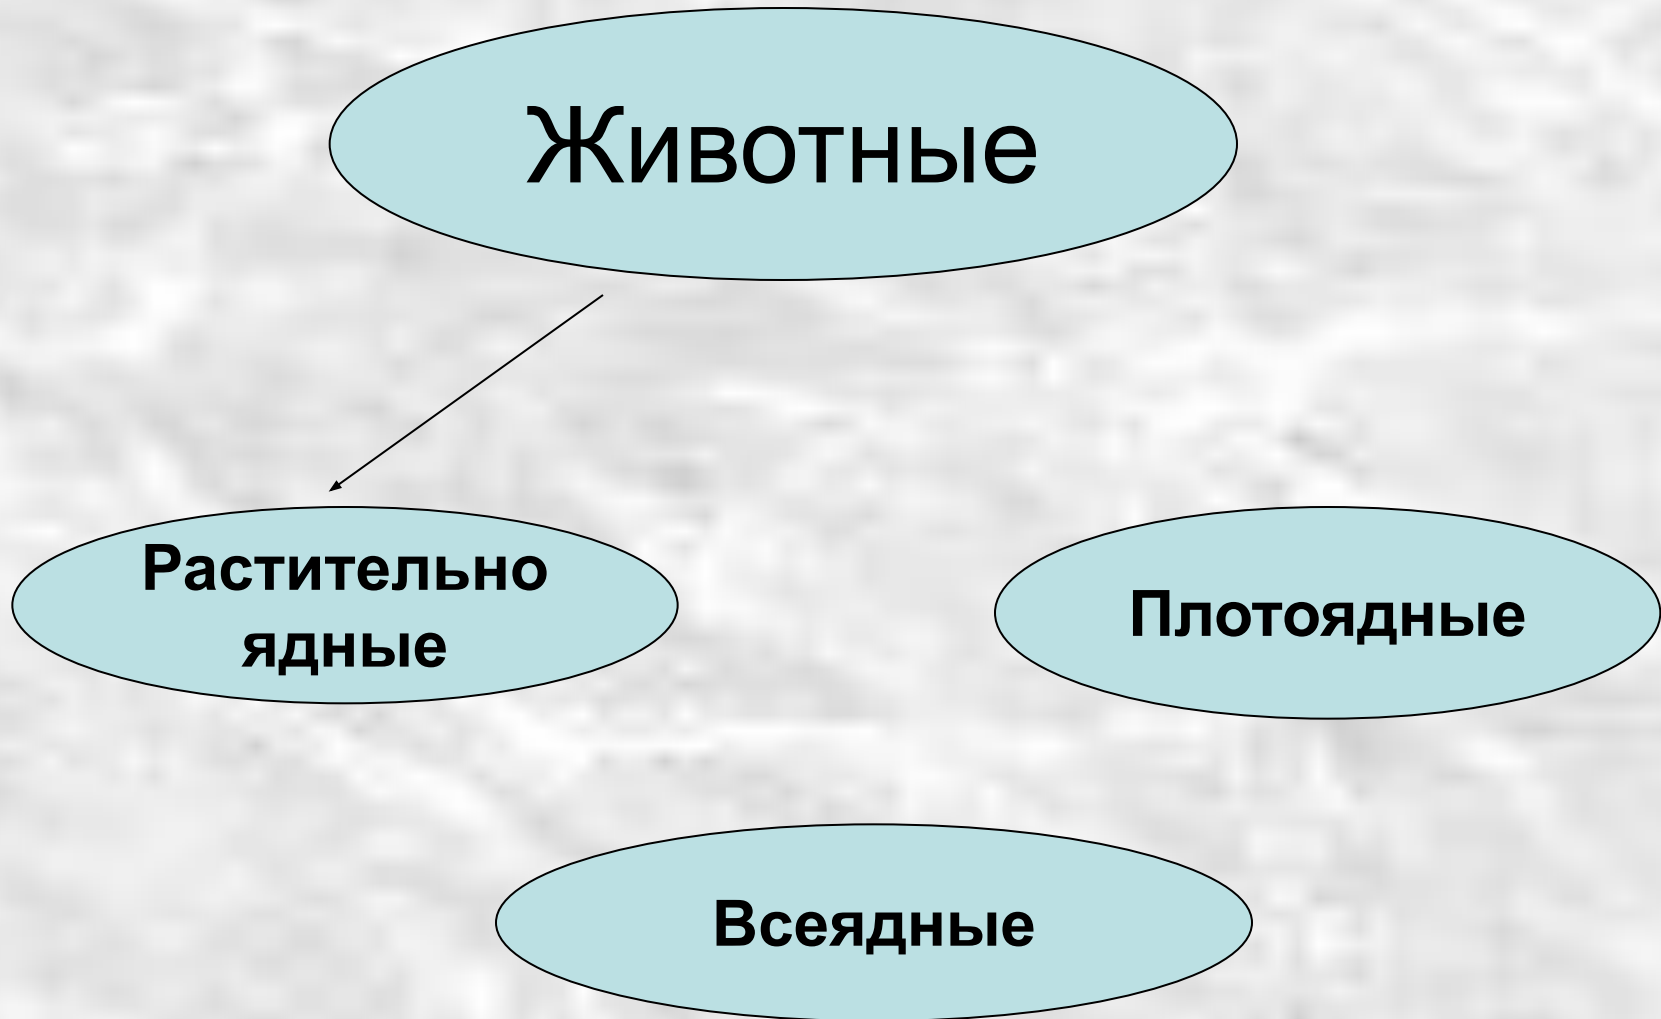 Животные
Растительно
ядные
Плотоядные
Всеядные